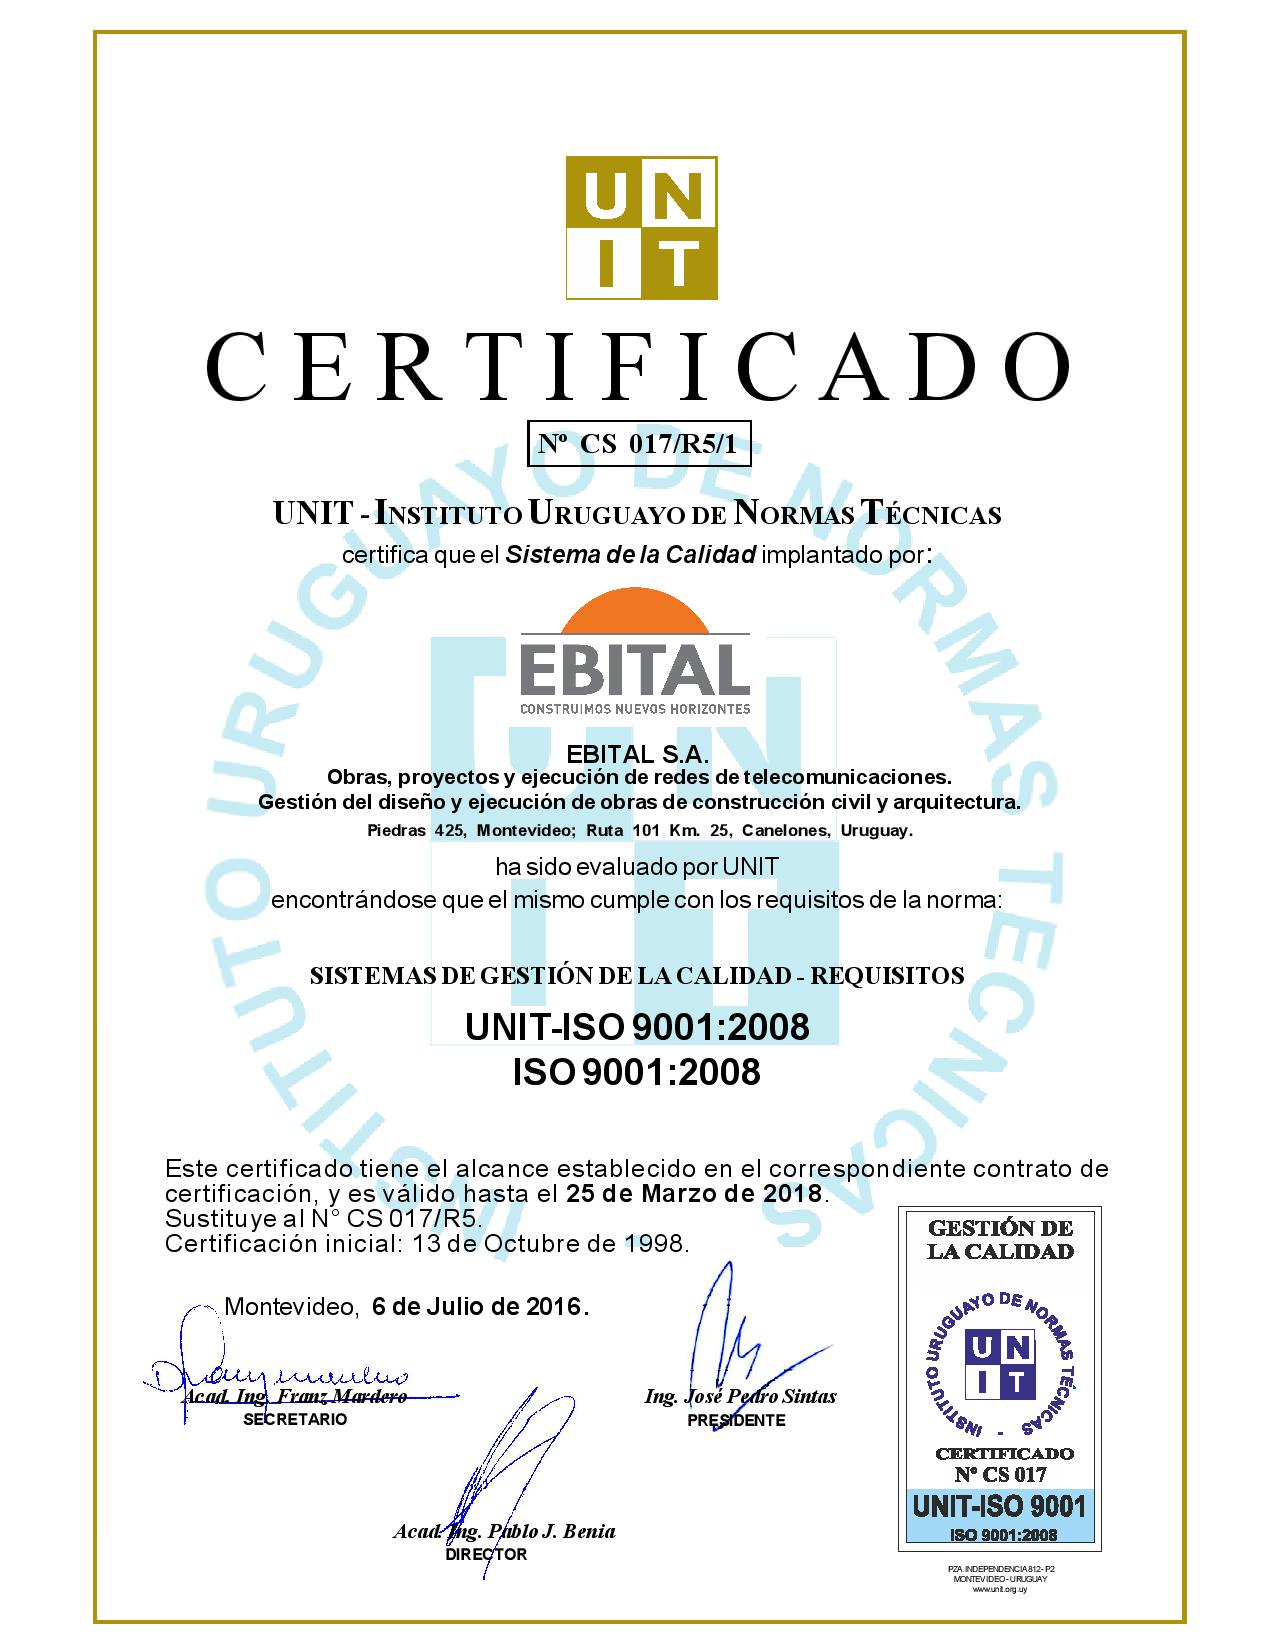 UN
IT
CERTIFICADO
Nº CS 017/R5/1
UNIT - INSTITUTO URUGUAYO DE NORMAS TÉCNICAS
certifica que el Sistema de la Calidad implantado por:
EBITAL
CONSTRUIMOS NUEVOS HORIZONTES
EBITAL S.A.
Obras, proyectos y ejecución de redes de telecomunicaciones.
Gestión del diseño y ejecución de obras de construcción civil y arquitectura.
Piedras 425, Montevideo; Ruta 101 Km. 25, Canelones, Uruguay.
ha sido evaluado por UNIT
encontrándose que el mismo cumple con los requisitos de la norma:
SISTEMAS DE GESTIÓN DE LA CALIDAD - REQUISITOS
UNIT-ISO 9001:2008
ISO 9001:2008
Este certificado tiene el alcance establecido en el correspondiente contrato de
certificación, y es válido hasta el 25 de Marzo de 2018.
Sustituye al N° CS 017/R5.
Certificación inicial: 13 de Octubre de 1998.
Montevideo, 6 de Julio de 2016.
Acad. Ing. Franz Mardero
SECRETARIO
Ing. José Pedro Sintas
PRESIDENTE
Acad. Ing. Pablo J. Benia
DIRECTOR
GESTIÓN DE
LA CALIDAD
INSTITUTO URUGUAYO DE NORMAS TÉCNICAS -
UN
IT
CERTIFICADO
Nº CS 017
UNIT-ISO 9001
ISO 9001:2008
PZA. INDEPENDENCIA 812 - P2
MONTEVIDEO - URUGUAY
www.unit.org.uy
INSTITUTO URUGUAYO DE NORMAS TECNICAS -
UN
IT